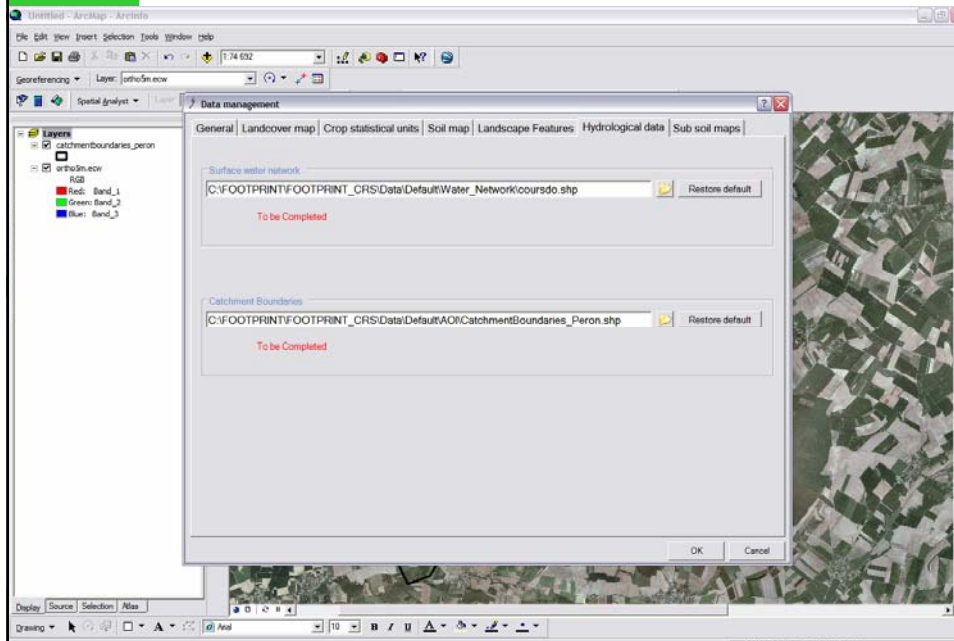 Untitled - ArcMap - ArcInfo
File Edit View Insert Selection Tools Window Help
1:74 692
Georeferencing Layer: ortho5m.ecw
Spatial Analyst Layer
Data management
General Landcover map Crop statistical units Soil map Landscape Features Hydrological data Sub soil maps
Layers
catchmentboundaries_peron
ortho5m.ecw
RGB
Red: Band_1
Green: Band_2
Blue: Band_3
Surface water network
C:\FOOTPRINT\FOOTPRINT_CRS\Data\Default\Water_Network\coursdo.shp
Restore default
To be Completed
Catchment Boundaries
C:\FOOTPRINT\FOOTPRINT_CRS\Data\Default\AOI\CatchmentBoundaries_Peron.shp
Restore default
To be Completed
OK Cancel
Display Source Selection Atlas
Drawing A Arial 10 B I U A